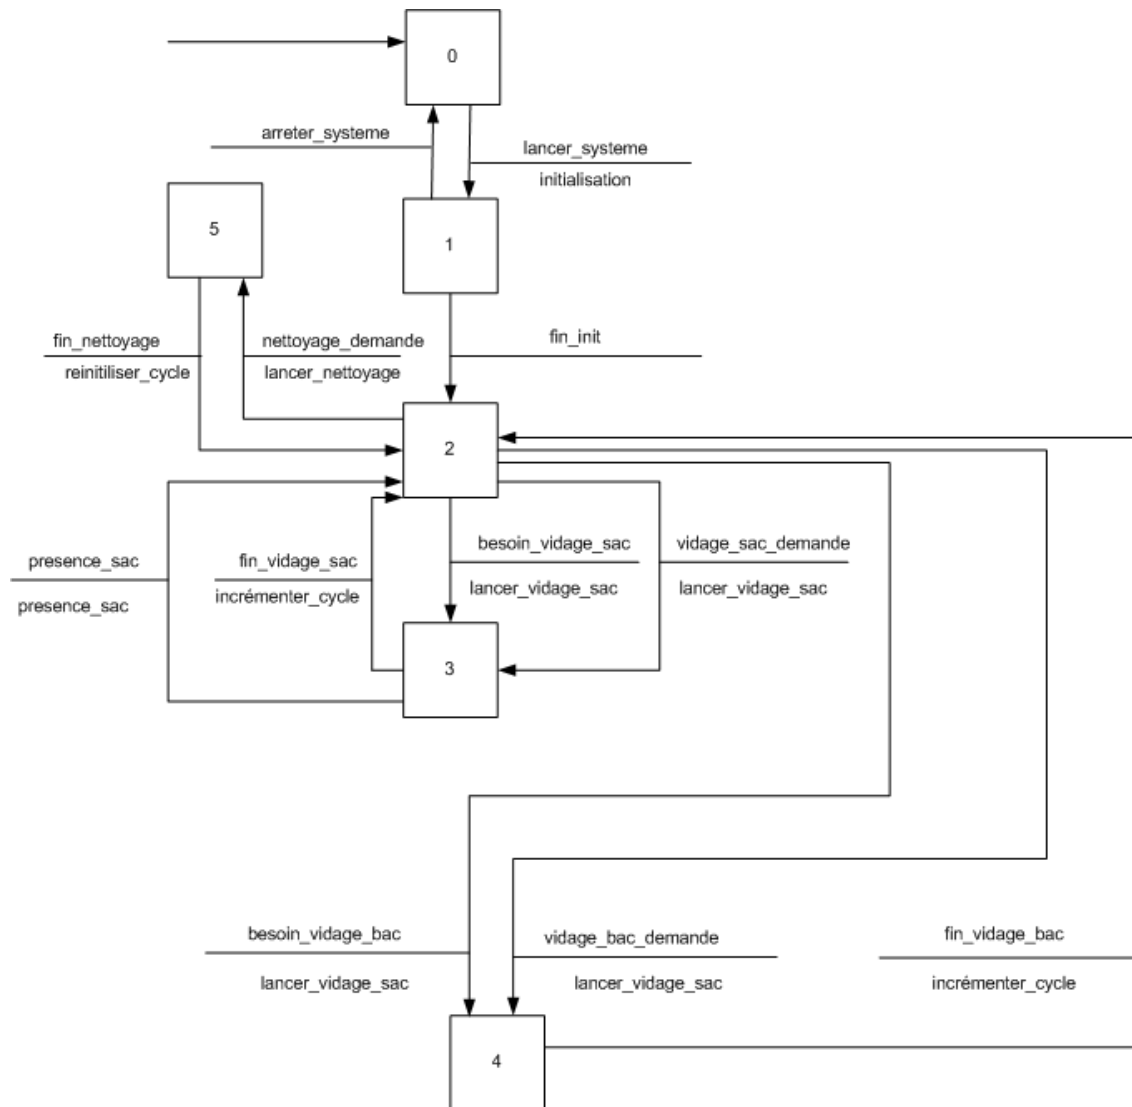 0
arreter_systeme
lancer_systeme
initialisation
5
1
fin_nettoyage
reinitiliser_cycle
nettoyage_demande
lancer_nettoyage
fin_init
2
presence_sac
presence_sac
fin_vidage_sac
incrémenter_cycle
besoin_vidage_sac
lancer_vidage_sac
vidage_sac_demande
lancer_vidage_sac
3
besoin_vidage_bac
lancer_vidage_sac
vidage_bac_demande
lancer_vidage_sac
fin_vidage_bac
incrémenter_cycle
4